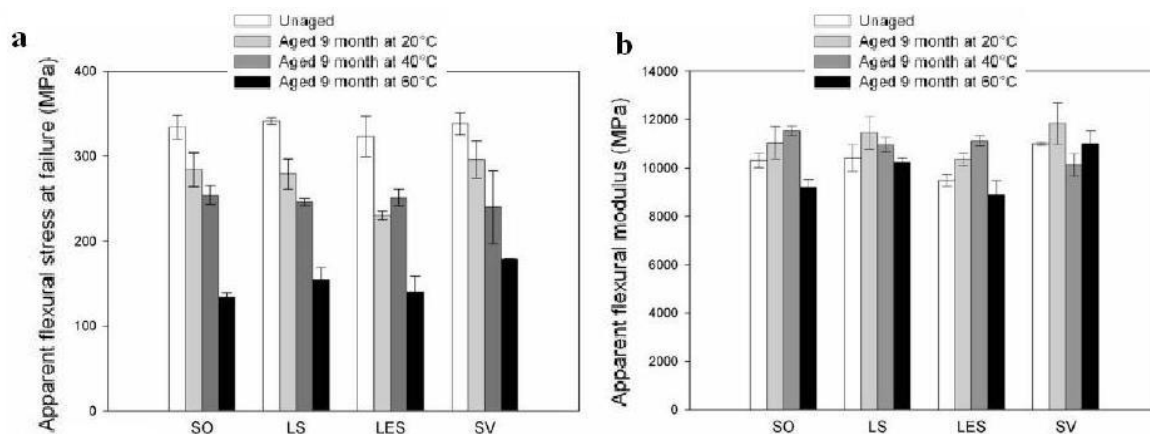 a
Unaged
Aged 9 month at 20°C
Aged 9 month at 40°C
Aged 9 month at 60°C
Apparent flexural stress at failure (MPa)
400
300
200
100
0
SO LS LES SV
b
Unaged
Aged 9 month at 20°C
Aged 9 month at 40°C
Aged 9 month at 60°C
Apparent flexural modulus (MPa)
14000
12000
10000
8000
6000
4000
2000
0
SO LS LES SV